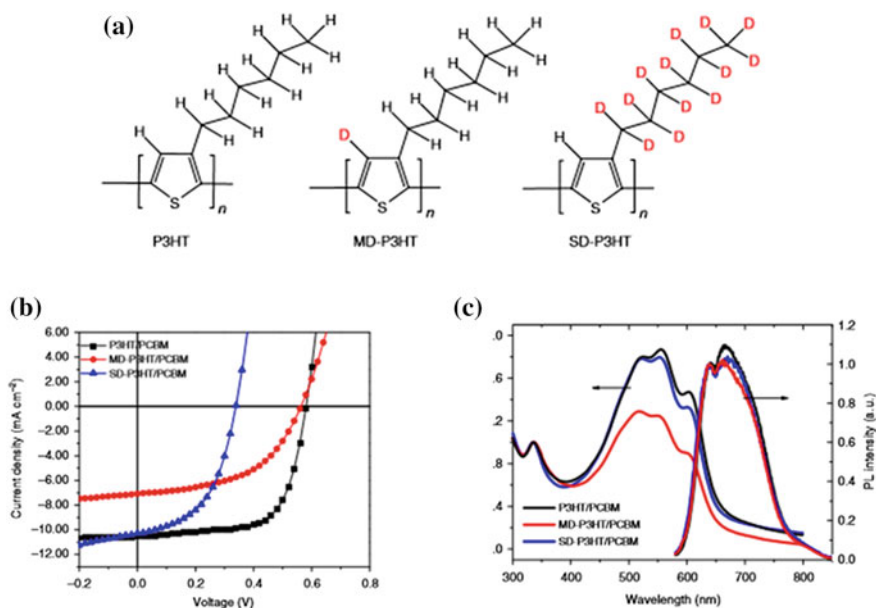 (a)
H H H H H H H H H H H H H H
S
n
P3HT
D H H H H H H H H H H H H H
S
n
MD-P3HT
H D D D D D D D D D D D D D
S
n
SD-P3HT
(b)
Current density (mA cm⁻²)
6.00
4.00
2.00
0.00
−2.00
−4.00
−6.00
−8.00
−10.00
−12.00
P3HT/PCBM
MD-P3HT/PCBM
SD-P3HT/PCBM
−0.2 0.0 0.2 0.4 0.6 0.8
Voltage (V)
(c)
.0
.6
.2
.8
.4
.0
P3HT/PCBM
MD-P3HT/PCBM
SD-P3HT/PCBM
1.2
1.0
0.8
0.6
0.4
0.2
0.0
PL intensity (a.u.)
300 400 500 600 700 800
Wavelength (nm)